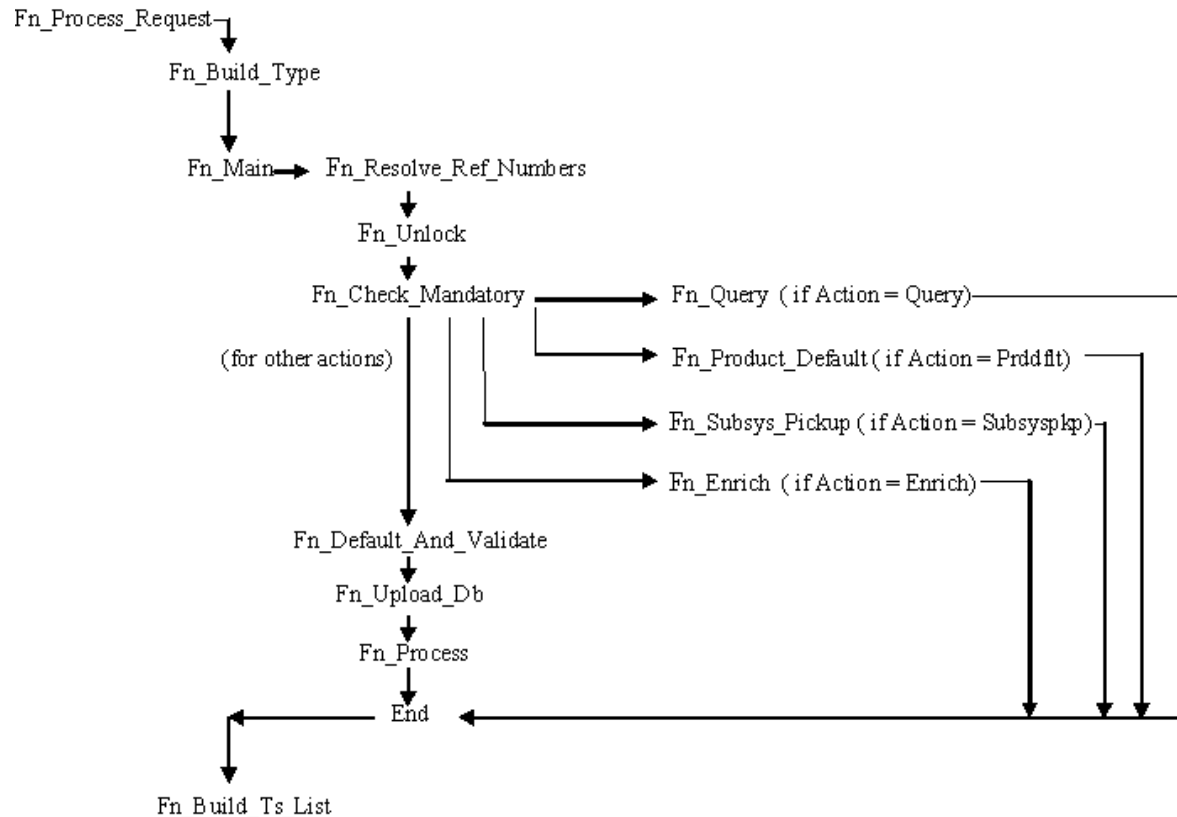 Fn_Process_Request
Fn_Build_Type
Fn_Main
Fn_Resolve_Ref_Numbers
Fn_Unlock
Fn_Check_Mandatory
Fn_Query ( if Action = Query)
(for other actions)
Fn_Product_Default ( if Action = Prddflt)
Fn_Subsys_Pickup ( if Action = Subsyspkp)
Fn_Enrich ( if Action = Enrich)
Fn_Default_And_Validate
Fn_Upload_Db
Fn_Process
End
Fn Build Ts List